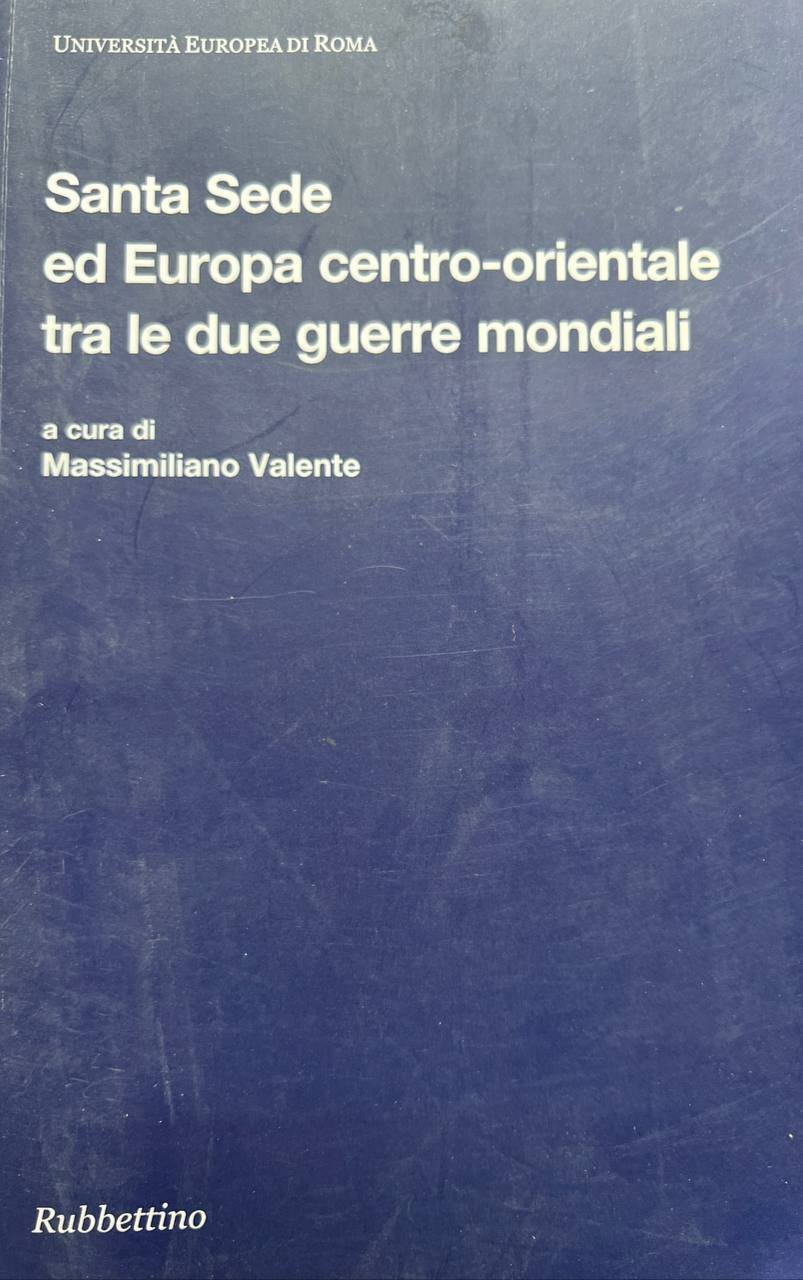 Università Europea di Roma
Santa Sede
ed Europa centro-orientale
tra le due guerre mondiali
a cura di
Massimiliano Valente
Rubbettino